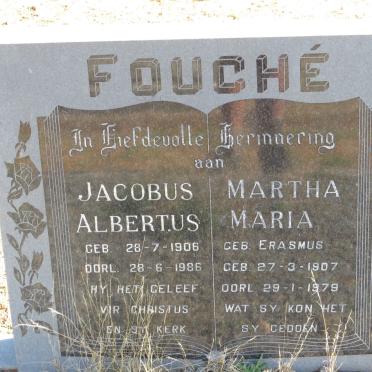 FOUCHÉ
In Liefdevolle Herinnering
aan
JACOBUS
ALBERTUS
GEB 28-7-1906
OORL 28-6-1986
HY HET GELEEF
VIR CHRISTUS
EN SY KERK
MARTHA
MARIA
GEB. ERASMUS
GEB 27-3-1907
OORL 29-1-1979
WAT SY KON HET
SY GEDOEN